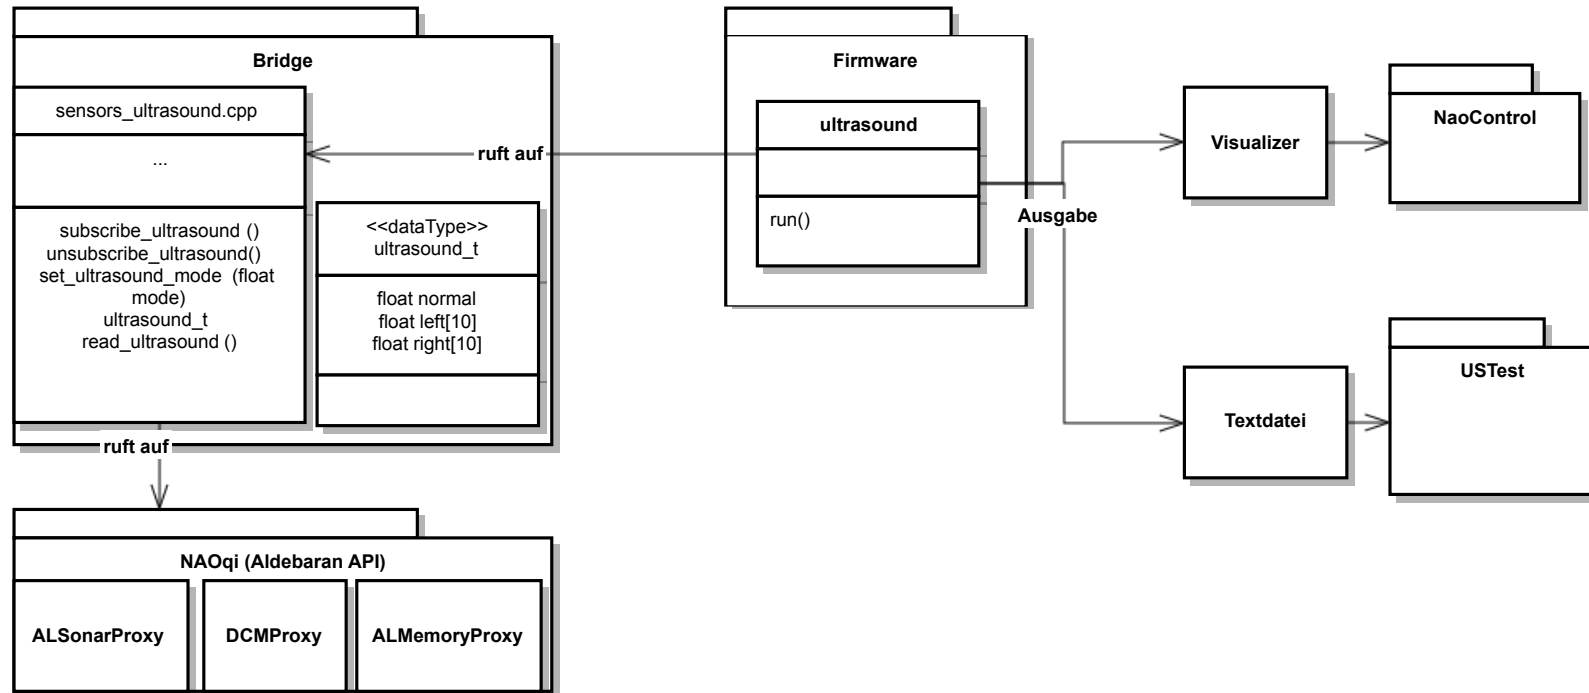 Bridge
sensors_ultrasound.cpp
...
subscribe_ultrasound ()
unsubscribe_ultrasound()
set_ultrasound_mode (float
mode)
ultrasound_t
read_ultrasound ()
<<dataType>>
ultrasound_t
float normal
float left[10]
float right[10]
ruft auf
Firmware
ultrasound
run()
ruft auf
Ausgabe
Visualizer
NaoControl
Textdatei
USTest
NAOqi (Aldebaran API)
ALSonarProxy
DCMProxy
ALMemoryProxy